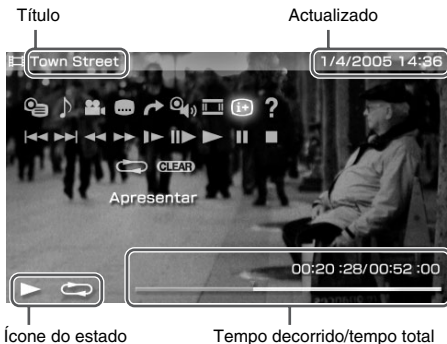 Título
Actualizado
Town Street
1/4/2005 14:36
i+ ?
CLEAR
Apresentar
00:20 :28/00:52 :00
Ícone do estado
Tempo decorrido/tempo total